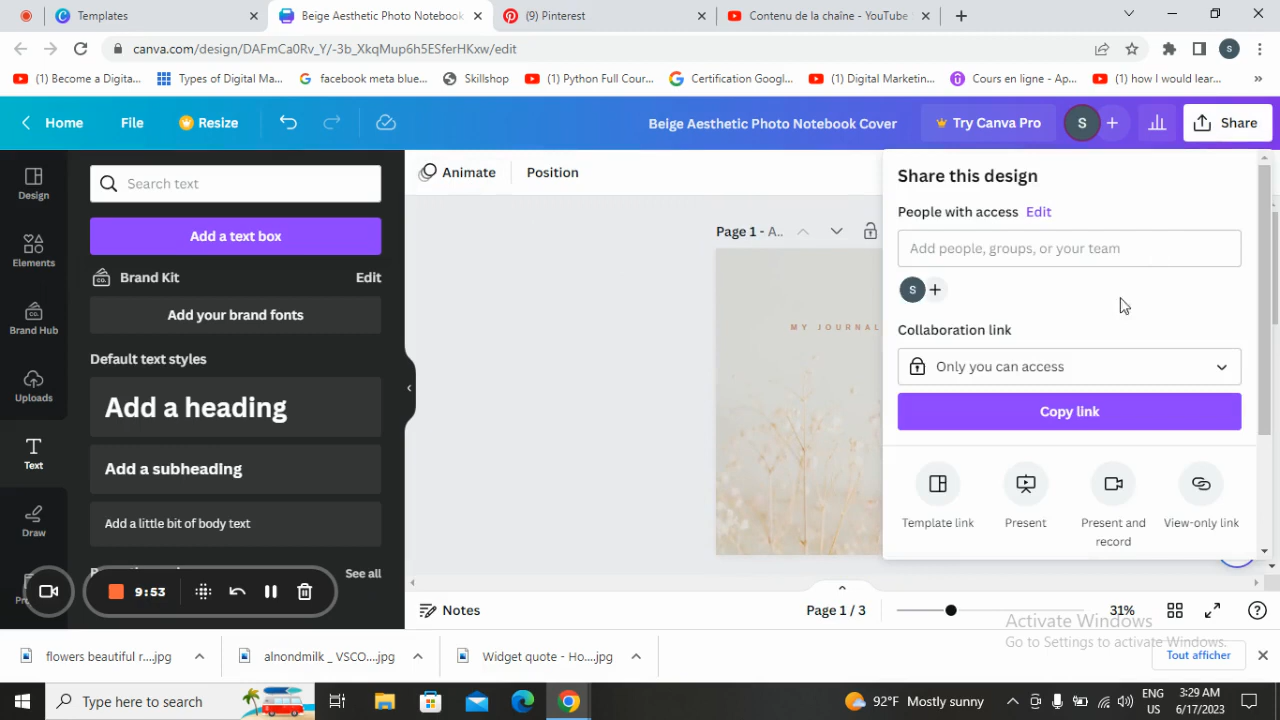 Templates
Beige Aesthetic Photo Notebook
(9) Pinterest
Contenu de la chaîne - YouTube
canva.com/design/DAFmCa0Rv_Y/-3b_XkqMup6h5ESferHKxw/edit
S
(1) Become a Digita...
Types of Digital Ma...
facebook meta blue...
Skillshop
(1) Python Full Cour...
Certification Googl...
(1) Digital Marketin...
Cours en ligne - Ap...
(1) how I would lear...
Home
File
Resize
Beige Aesthetic Photo Notebook Cover
Try Canva Pro
S
Share
Design
Elements
Brand Hub
Uploads
Text
Draw
Search text
Add a text box
Brand Kit
Edit
Add your brand fonts
Default text styles
Add a heading
Add a subheading
Add a little bit of body text
See all
9:53
Animate
Position
Page 1 - A..
MY JOURNAL
Share this design
People with access Edit
Add people, groups, or your team
S
Collaboration link
Only you can access
Copy link
Template link
Present
Present and
record
View-only link
Notes
Page 1 / 3
31%
Activate Windows
Go to Settings to activate Windows.
flowers beautiful r....jpg
alnondmilk _ VSCO....jpg
Widget quote - Ho....jpg
Tout afficher
Type here to search
92°F Mostly sunny
ENG
US
3:29 AM
6/17/2023